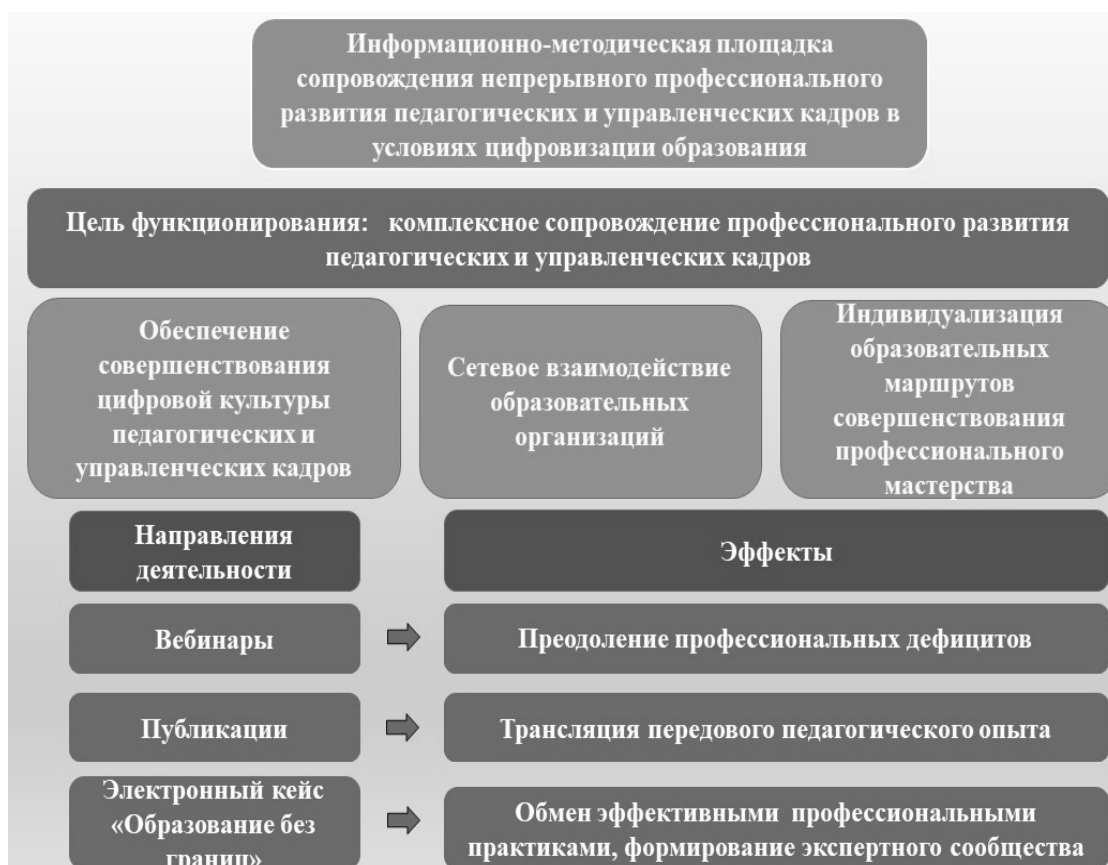 Информационно-методическая площадка
сопровождения непрерывного профессионального
развития педагогических и управленческих кадров в
условиях цифровизации образования
Цель функционирования: комплексное сопровождение профессионального развития
педагогических и управленческих кадров
Обеспечение
совершенствования
цифровой культуры
педагогических и
управленческих кадров
Сетевое взаимодействие
образовательных
организаций
Индивидуализация
образовательных
маршрутов
совершенствования
профессионального
мастерства
Направления
деятельности
Эффекты
Вебинары
Преодоление профессиональных дефицитов
Публикации
Трансляция передового педагогического опыта
Электронный кейс
«Образование без
границ»
Обмен эффективными профессиональными
практиками, формирование экспертного сообщества